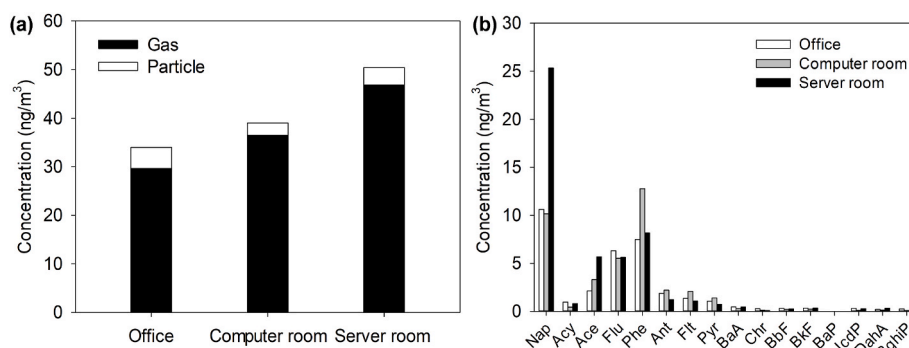 (a)
60
50
40
30
20
10
0
Concentration (ng/m³)
Gas
Particle
Office Computer room Server room
(b)
30
25
20
15
10
5
0
Concentration (ng/m³)
Office
Computer room
Server room
Nap Acy Ace Flu Phe Ant Flt Pyr BaA Chr BbF BkF BaP IcdP DahA